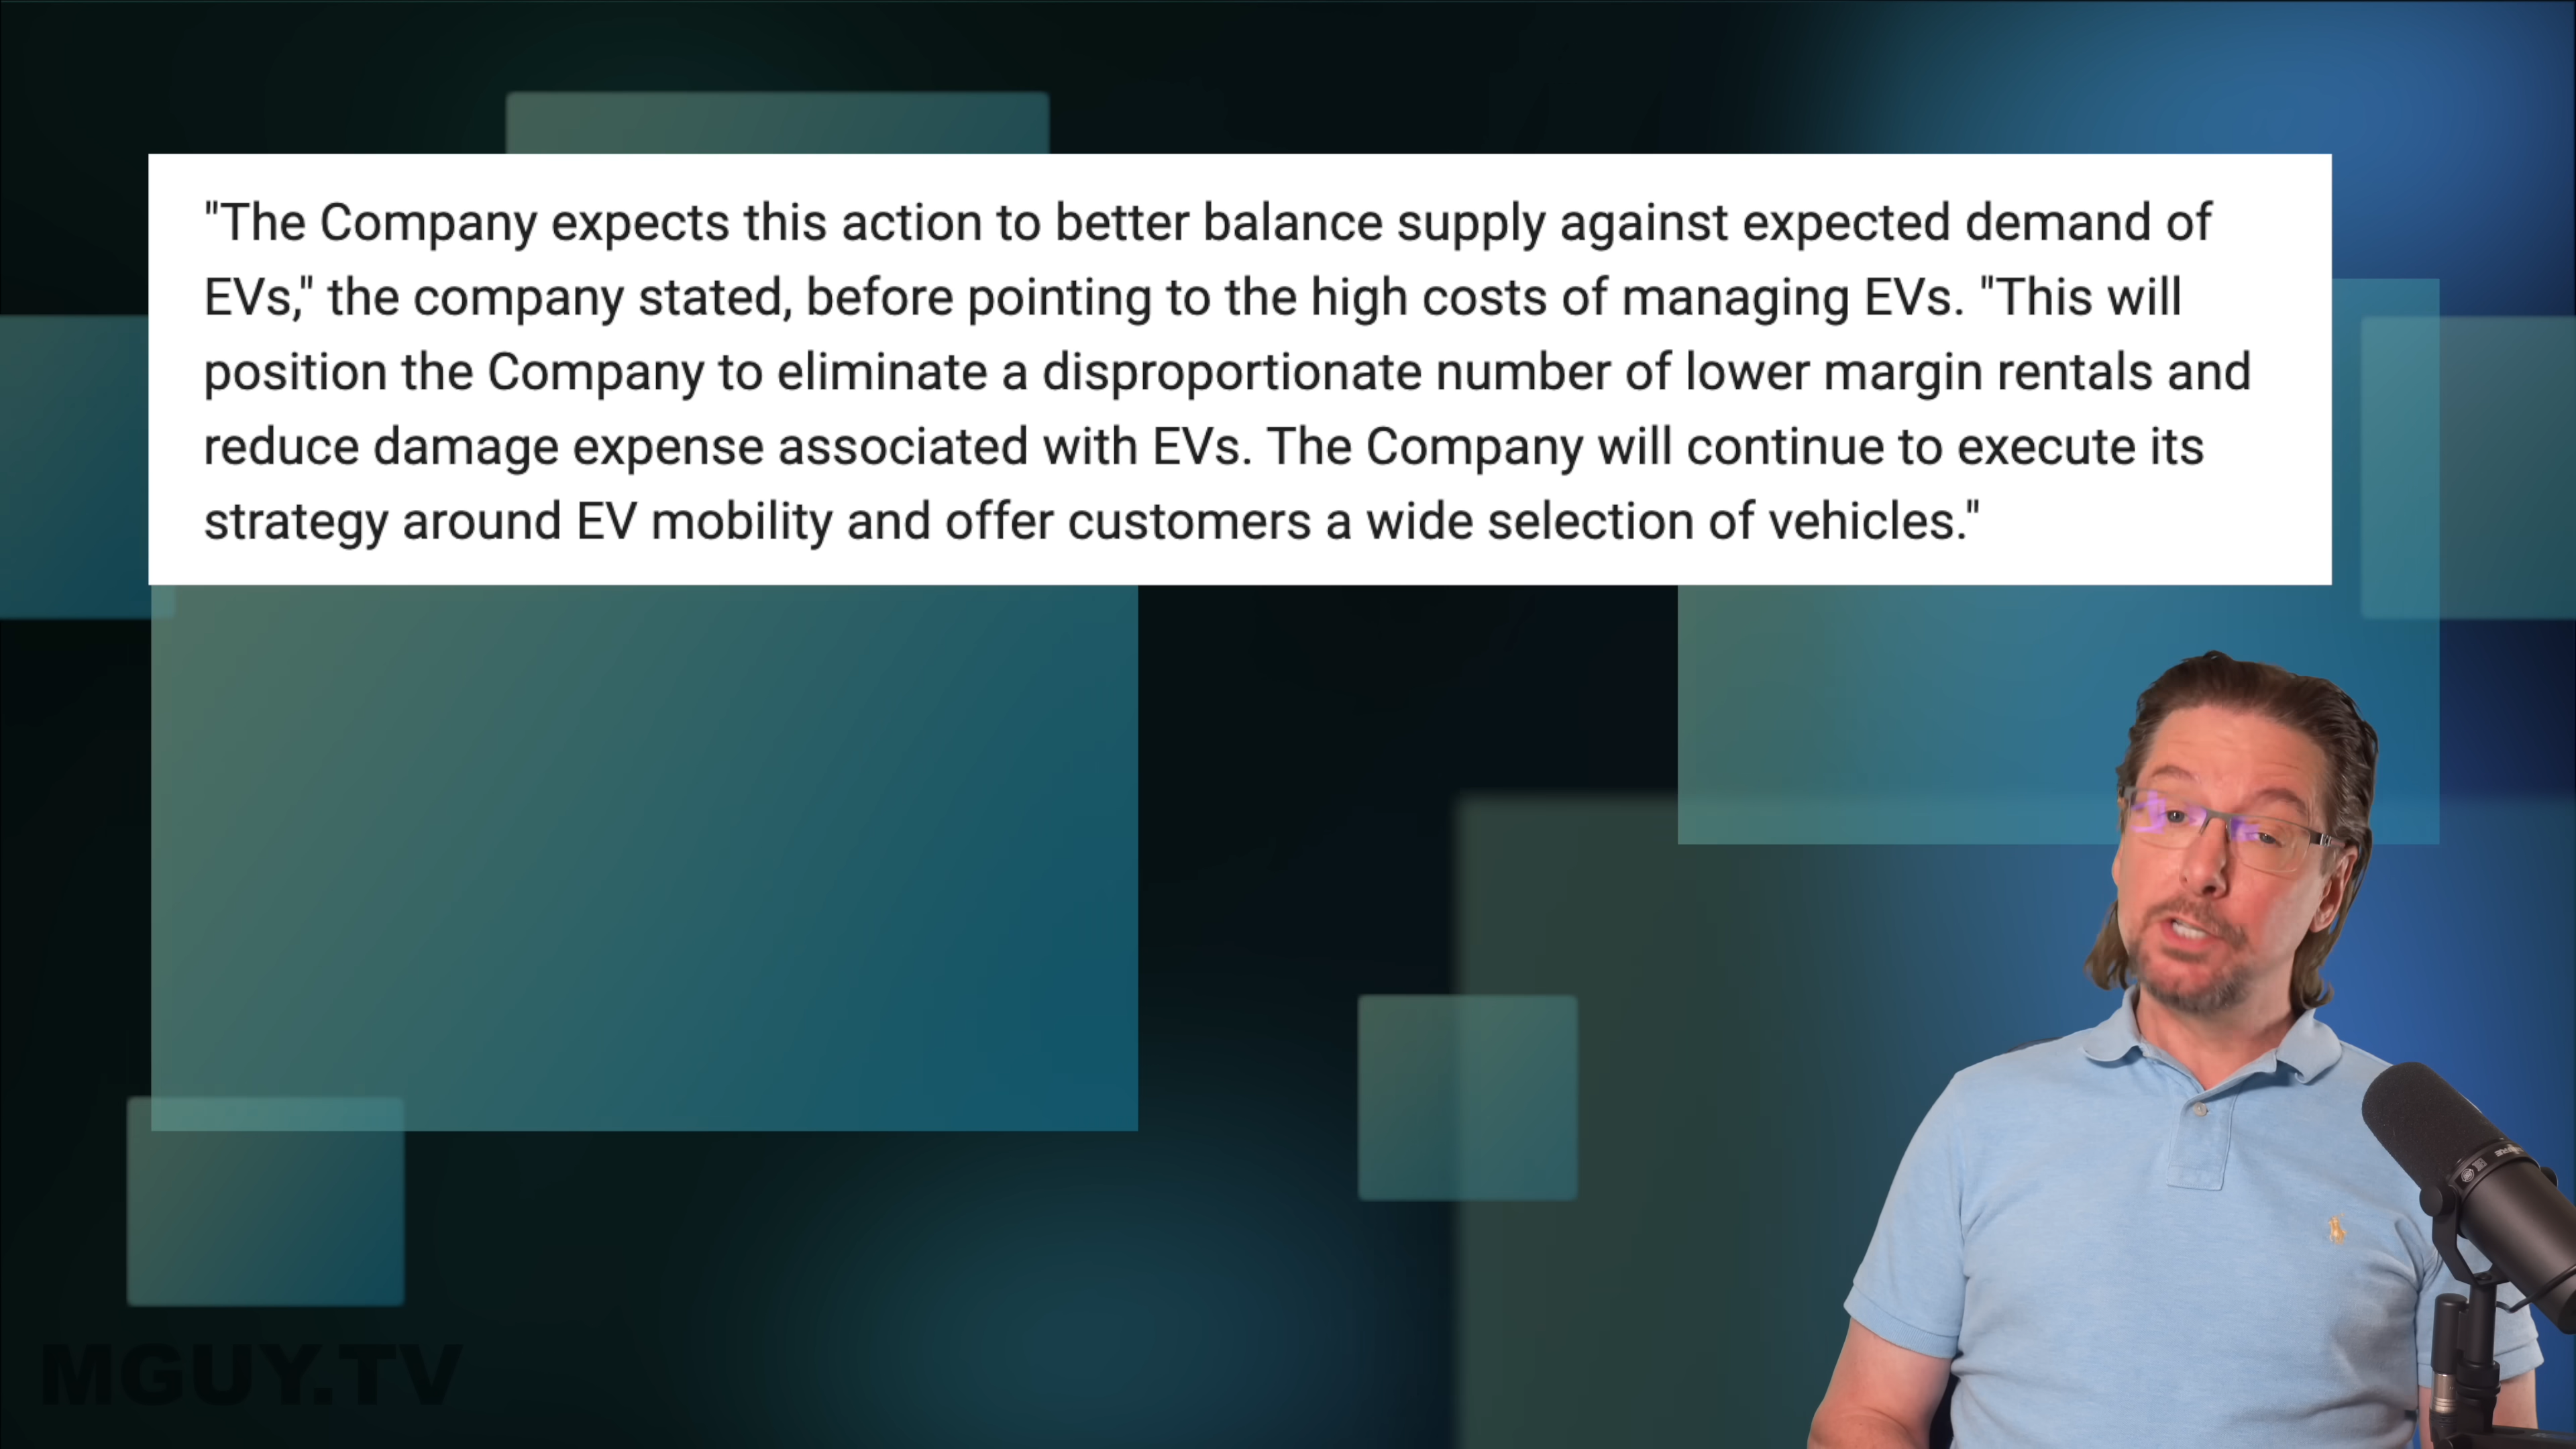 "The Company expects this action to better balance supply against expected demand of
EVs," the company stated, before pointing to the high costs of managing EVs. "This will
position the Company to eliminate a disproportionate number of lower margin rentals and
reduce damage expense associated with EVs. The Company will continue to execute its
strategy around EV mobility and offer customers a wide selection of vehicles."
MGUY.TV